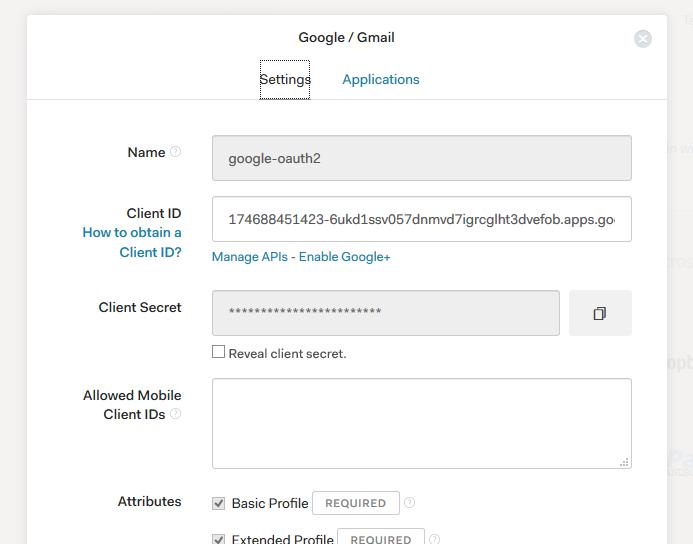 Google / Gmail
Settings
Applications
Name
google-oauth2
Client ID
How to obtain a
Client ID?
174688451423-6ukd1ssv057dnmvd7igrcglht3dvefob.apps.go
Manage APIs - Enable Google+
Client Secret
************************
Reveal client secret.
Allowed Mobile
Client IDs
Attributes
Basic Profile REQUIRED
Extended Profile REQUIRED